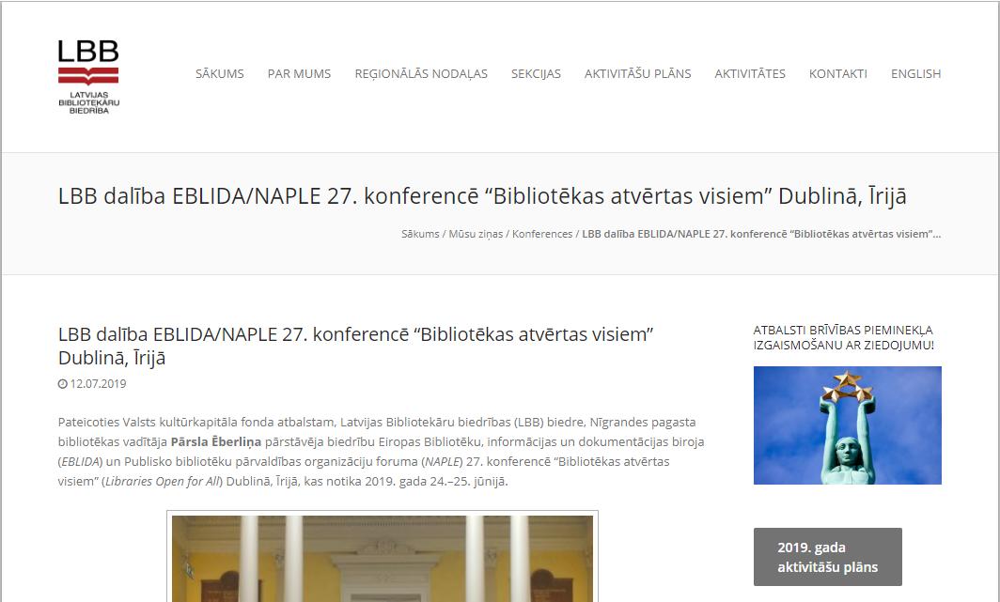 LBB
LATVIJAS
BIBLIOTEKĀRU
BIEDRĪBA
SĀKUMS PAR MUMS REĢIONĀLĀS NODAĻAS SEKCIJAS AKTIVITĀŠU PLĀNS AKTIVITĀTES KONTAKTI ENGLISH
LBB dalība EBLIDA/NAPLE 27. konferencē “Bibliotēkas atvērtas visiem” Dublinā, Īrijā
Sākums / Mūsu ziņas / Konferences / LBB dalība EBLIDA/NAPLE 27. konferencē “Bibliotēkas atvērtas visiem”...
LBB dalība EBLIDA/NAPLE 27. konferencē “Bibliotēkas atvērtas visiem”
Dublinā, Īrijā
12.07.2019
Pateicoties Valsts kultūrkapitāla fonda atbalstam, Latvijas Bibliotekāru biedrības (LBB) biedre, Nīgrandes pagasta
bibliotēkas vadītāja Pārsla Ēberliņa pārstāvēja biedrību Eiropas Bibliotēku, informācijas un dokumentācijas biroja
(EBLIDA) un Publisko bibliotēku pārvaldības organizāciju foruma (NAPLE) 27. konferencē “Bibliotēkas atvērtas
visiem” (Libraries Open for All) Dublinā, Īrijā, kas notika 2019. gada 24.–25. jūnijā.
ATBALSTI BRĪVĪBAS PIEMINEKĻA
IZGAISMOŠANU AR ZIEDOJUMU!
2019. gada
aktivitāšu plāns